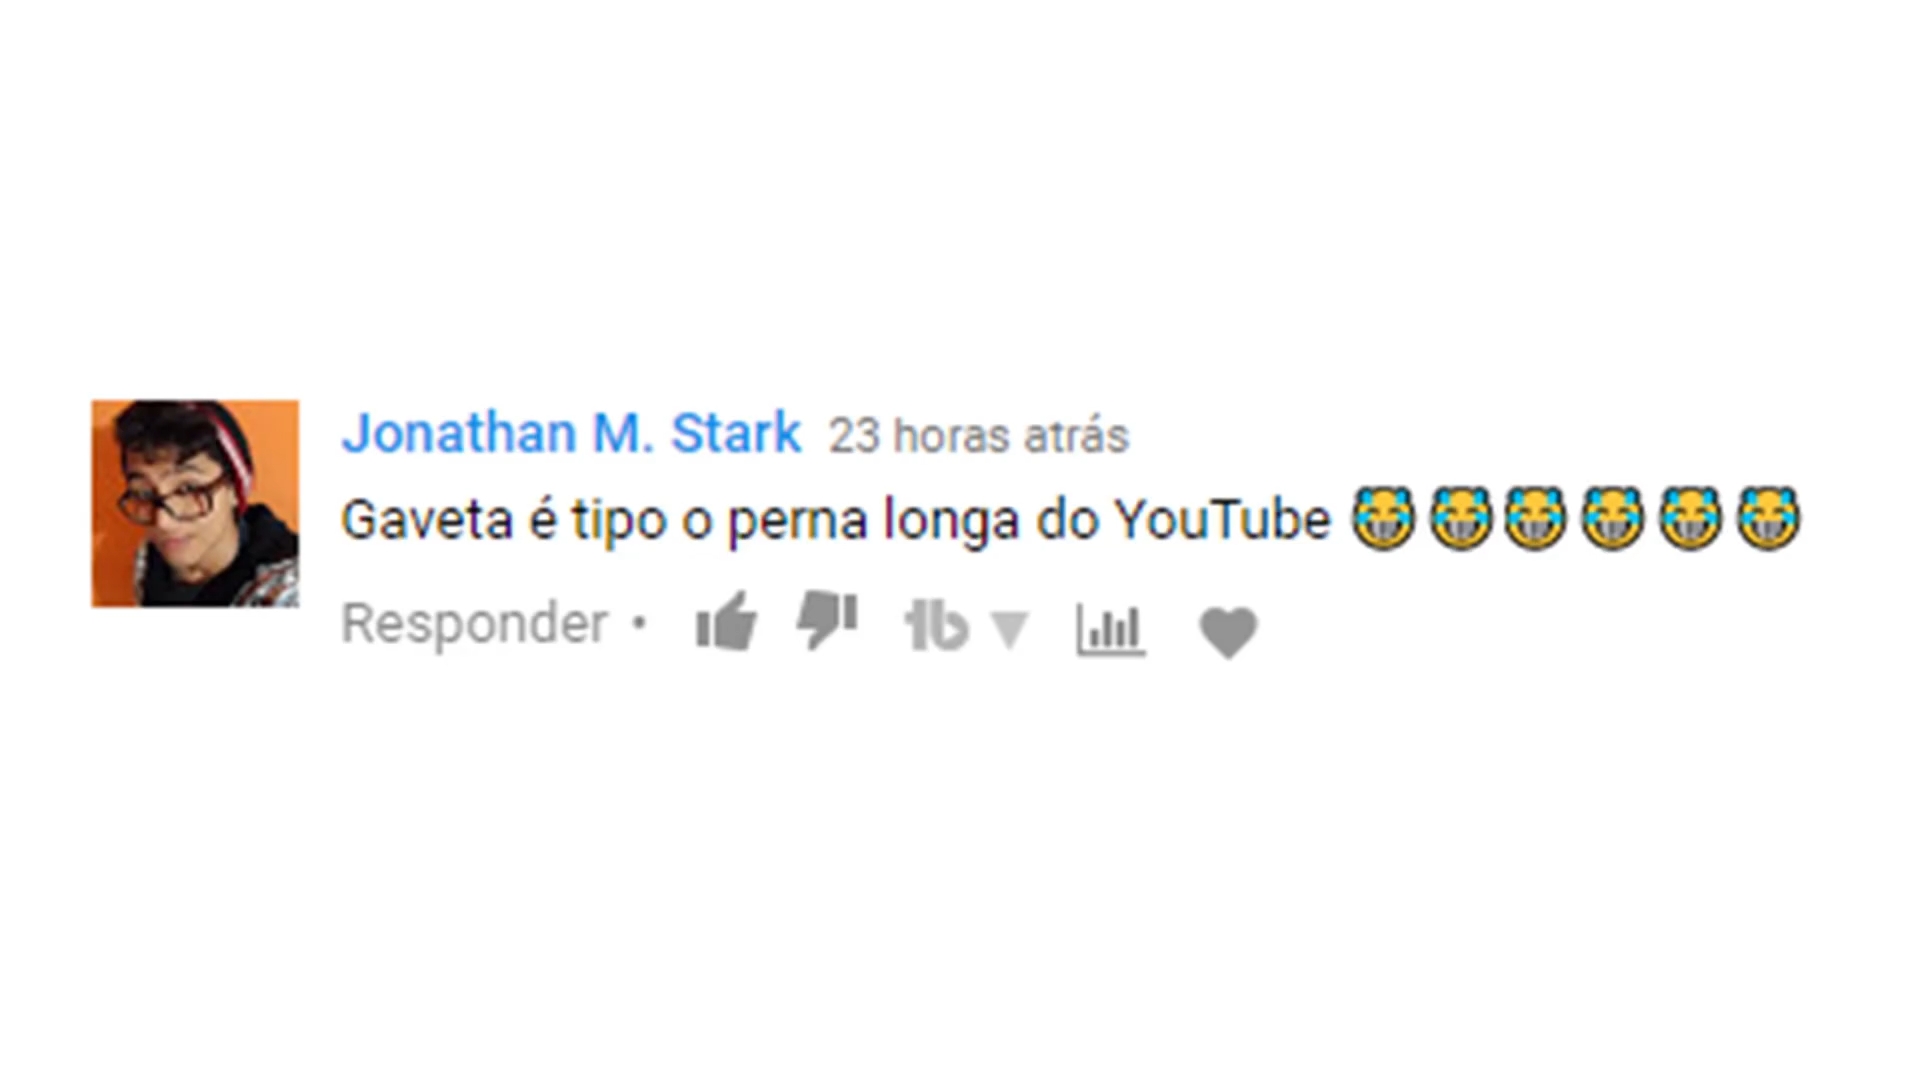 Jonathan M. Stark 23 horas atrás
Gaveta é tipo o perna longa do YouTube 😹😹😹😹😹😹
Responder •